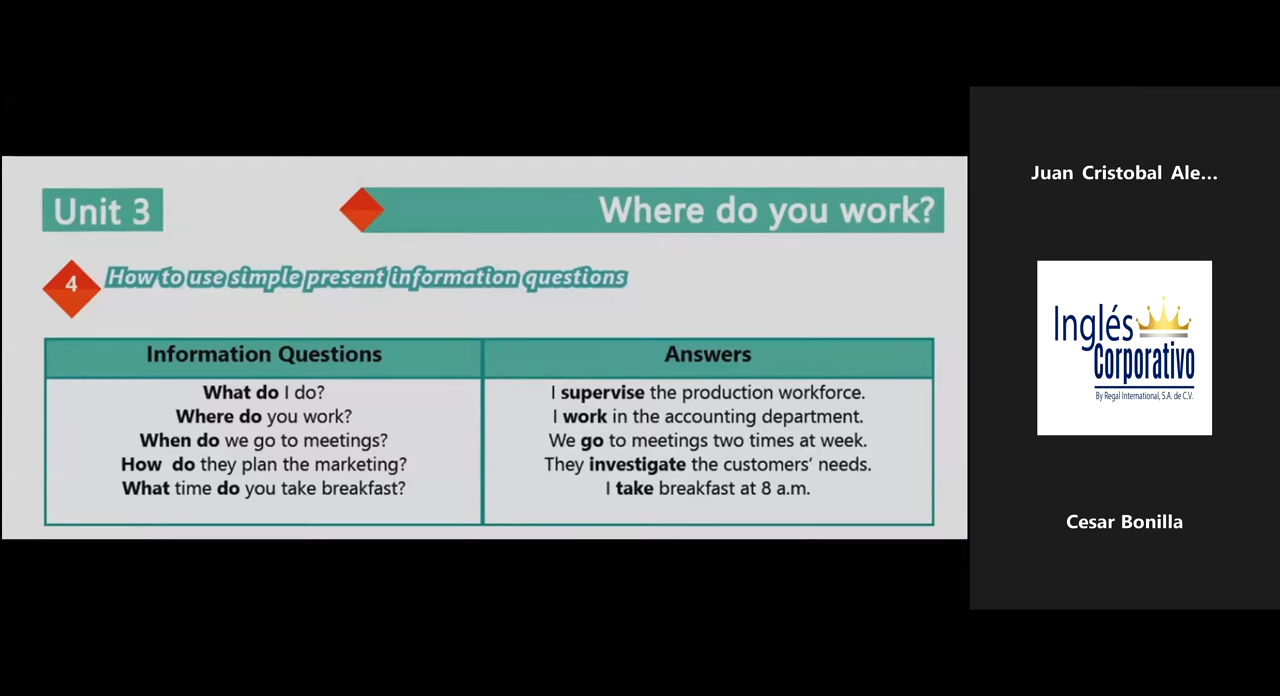 Unit 3
Where do you work?
4
How to use simple present information questions
Information Questions
Answers
What do I do?
I supervise the production workforce.
Where do you work?
I work in the accounting department.
When do we go to meetings?
We go to meetings two times at week.
How do they plan the marketing?
They investigate the customers’ needs.
What time do you take breakfast?
I take breakfast at 8 a.m.
Juan Cristobal Ale...
Inglés
Corporativo
By Regal International, S.A. de C.V.
Cesar Bonilla